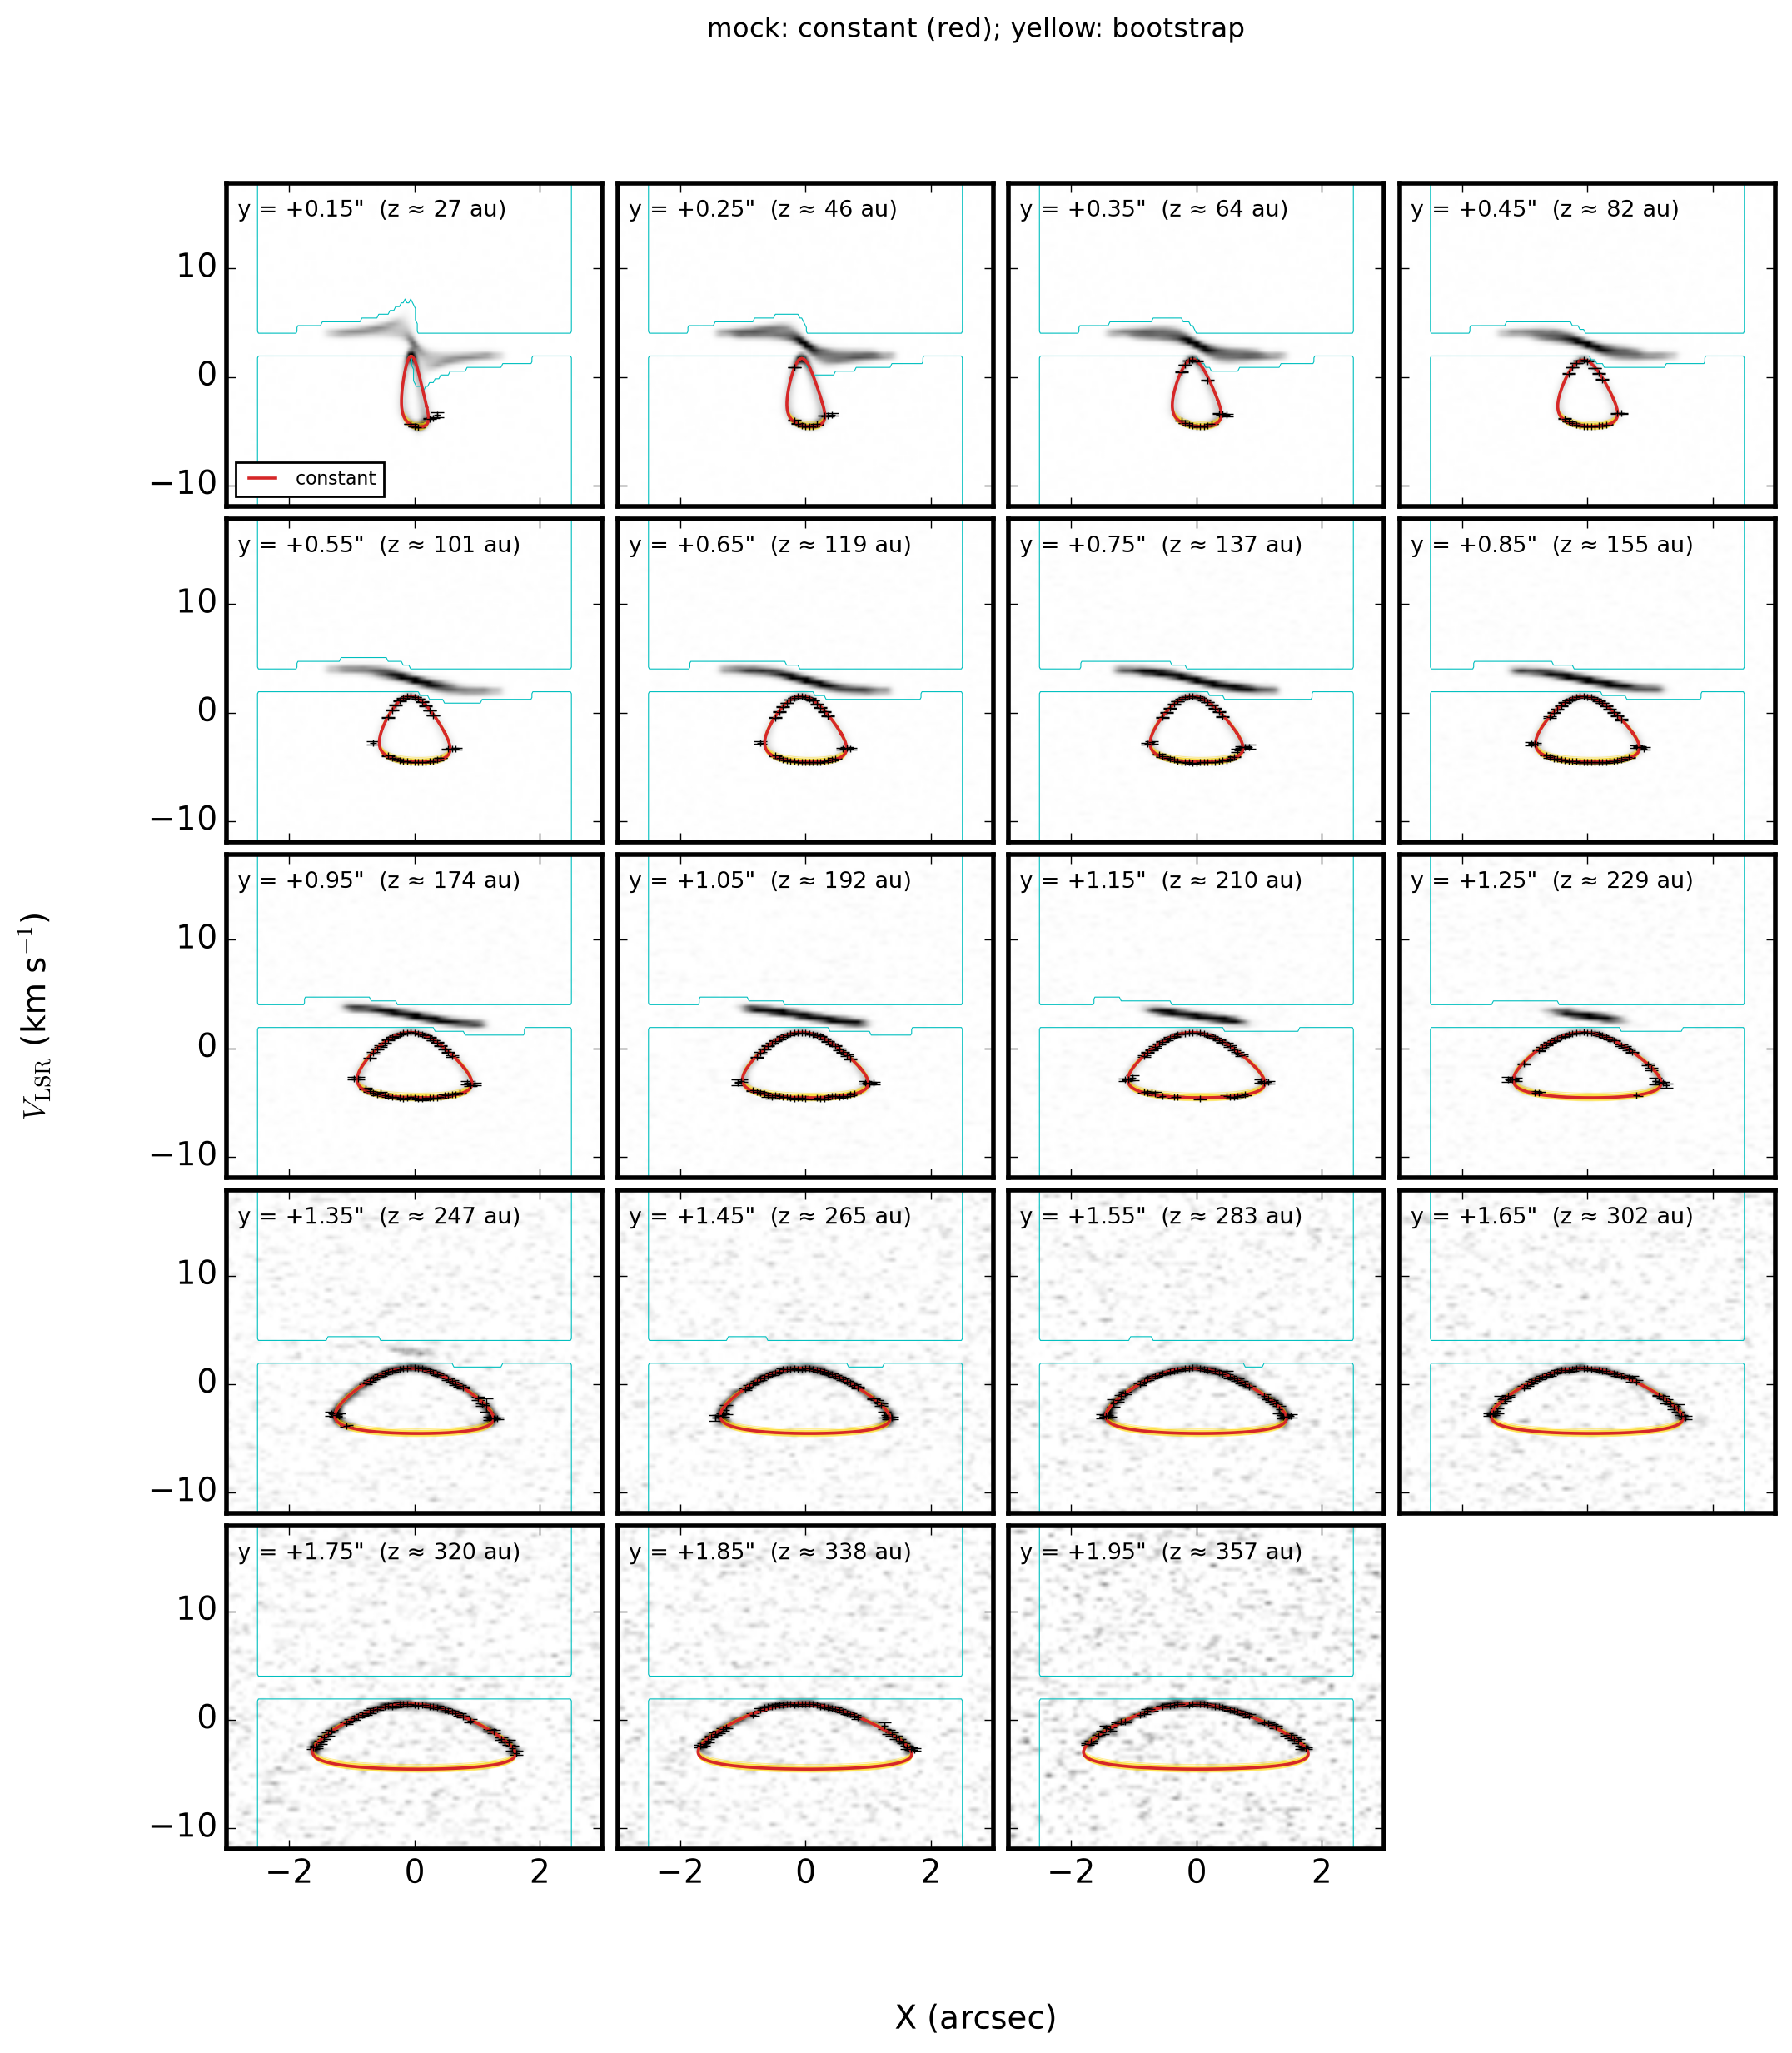 mock: constant (red); yellow: bootstrap
y = +0.15" (z ≈ 27 au)
y = +0.25" (z ≈ 46 au)
y = +0.35" (z ≈ 64 au)
y = +0.45" (z ≈ 82 au)
10
0
−10
constant
y = +0.55" (z ≈ 101 au)
y = +0.65" (z ≈ 119 au)
y = +0.75" (z ≈ 137 au)
y = +0.85" (z ≈ 155 au)
10
0
−10
y = +0.95" (z ≈ 174 au)
y = +1.05" (z ≈ 192 au)
y = +1.15" (z ≈ 210 au)
y = +1.25" (z ≈ 229 au)
10
0
−10
V_LSR (km s⁻¹)
y = +1.35" (z ≈ 247 au)
y = +1.45" (z ≈ 265 au)
y = +1.55" (z ≈ 283 au)
y = +1.65" (z ≈ 302 au)
10
0
−10
y = +1.75" (z ≈ 320 au)
y = +1.85" (z ≈ 338 au)
y = +1.95" (z ≈ 357 au)
10
0
−10
−2 0 2
−2 0 2
−2 0 2
X (arcsec)